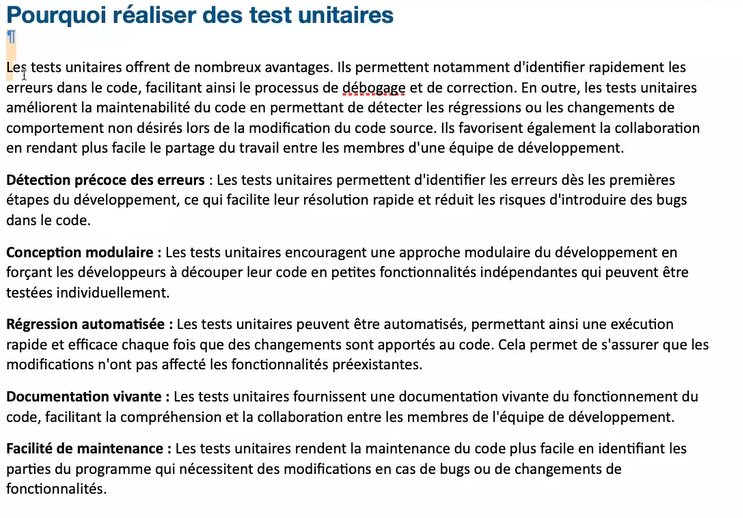 Pourquoi réaliser des test unitaires
¶
Les tests unitaires offrent de nombreux avantages. Ils permettent notamment d'identifier rapidement les
erreurs dans le code, facilitant ainsi le processus de débogage et de correction. En outre, les tests unitaires
améliorent la maintenabilité du code en permettant de détecter les régressions ou les changements de
comportement non désirés lors de la modification du code source. Ils favorisent également la collaboration
en rendant plus facile le partage du travail entre les membres d'une équipe de développement.
Détection précoce des erreurs : Les tests unitaires permettent d'identifier les erreurs dès les premières
étapes du développement, ce qui facilite leur résolution rapide et réduit les risques d'introduire des bugs
dans le code.
Conception modulaire : Les tests unitaires encouragent une approche modulaire du développement en
forçant les développeurs à découper leur code en petites fonctionnalités indépendantes qui peuvent être
testées individuellement.
Régression automatisée : Les tests unitaires peuvent être automatisés, permettant ainsi une exécution
rapide et efficace chaque fois que des changements sont apportés au code. Cela permet de s'assurer que les
modifications n'ont pas affecté les fonctionnalités préexistantes.
Documentation vivante : Les tests unitaires fournissent une documentation vivante du fonctionnement du
code, facilitant la compréhension et la collaboration entre les membres de l'équipe de développement.
Facilité de maintenance : Les tests unitaires rendent la maintenance du code plus facile en identifiant les
parties du programme qui nécessitent des modifications en cas de bugs ou de changements de
fonctionnalités.